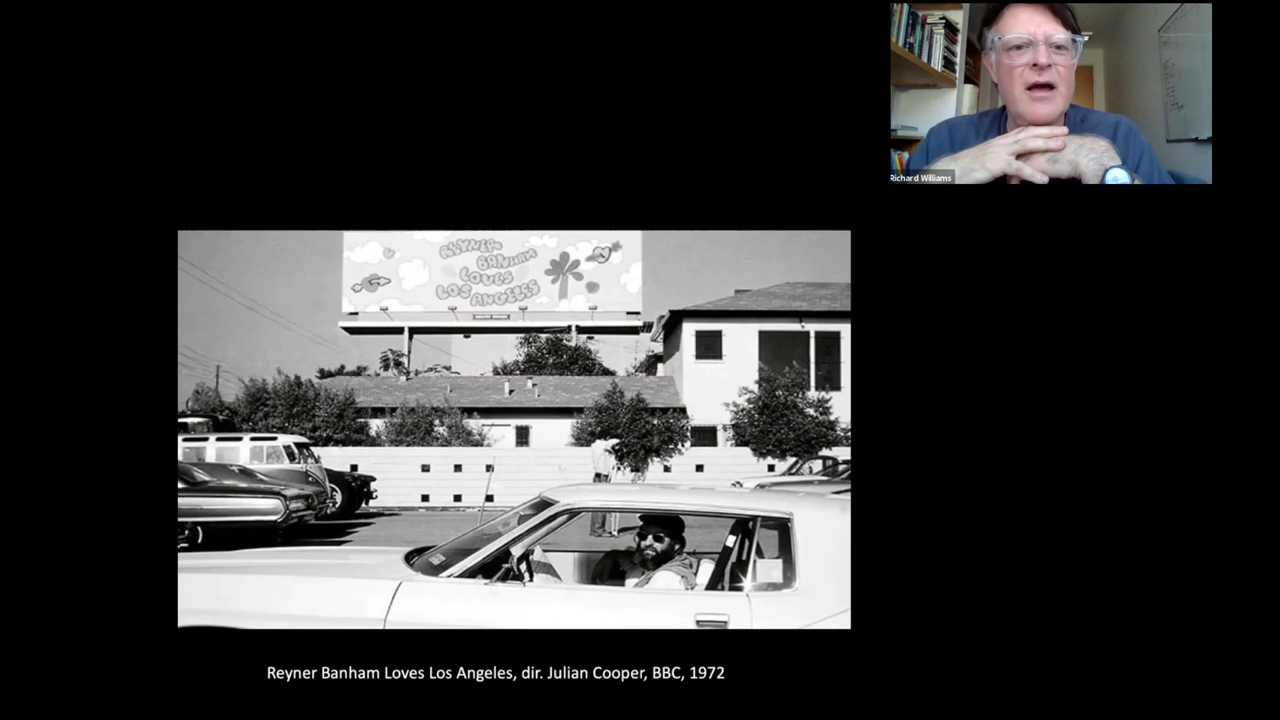 Richard Williams
REYNER
BANHAM
LOVES
LOS ANGELES
Reyner Banham Loves Los Angeles, dir. Julian Cooper, BBC, 1972